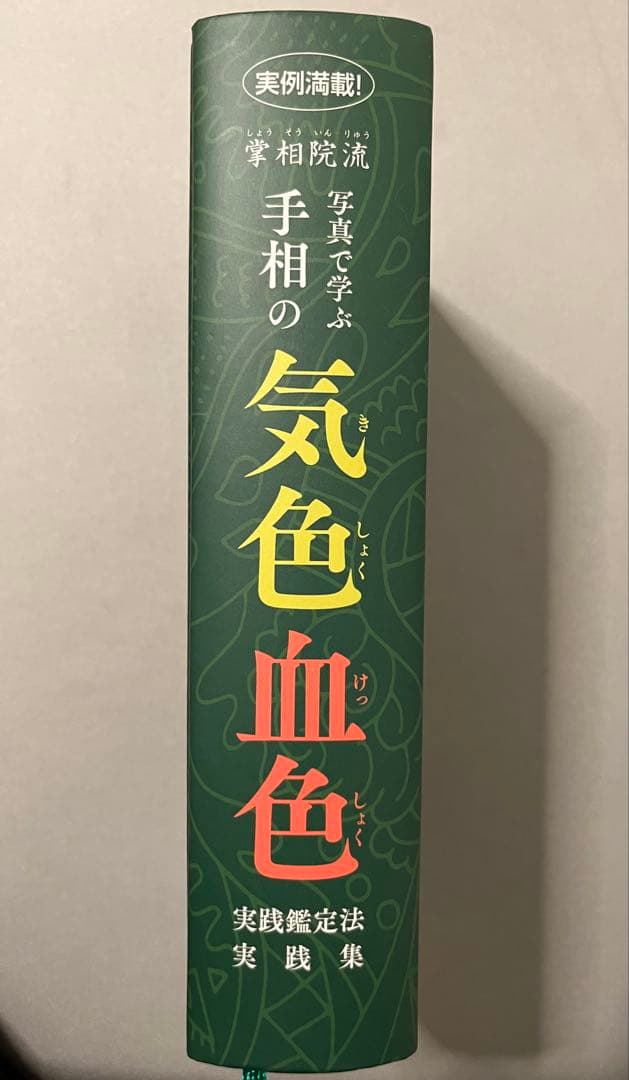 実例満載!
しょう そう いん りゅう
掌相院流
写真で学ぶ
手相の
気色
き しょく
血色
けっ しょく
実践鑑定法
実践集